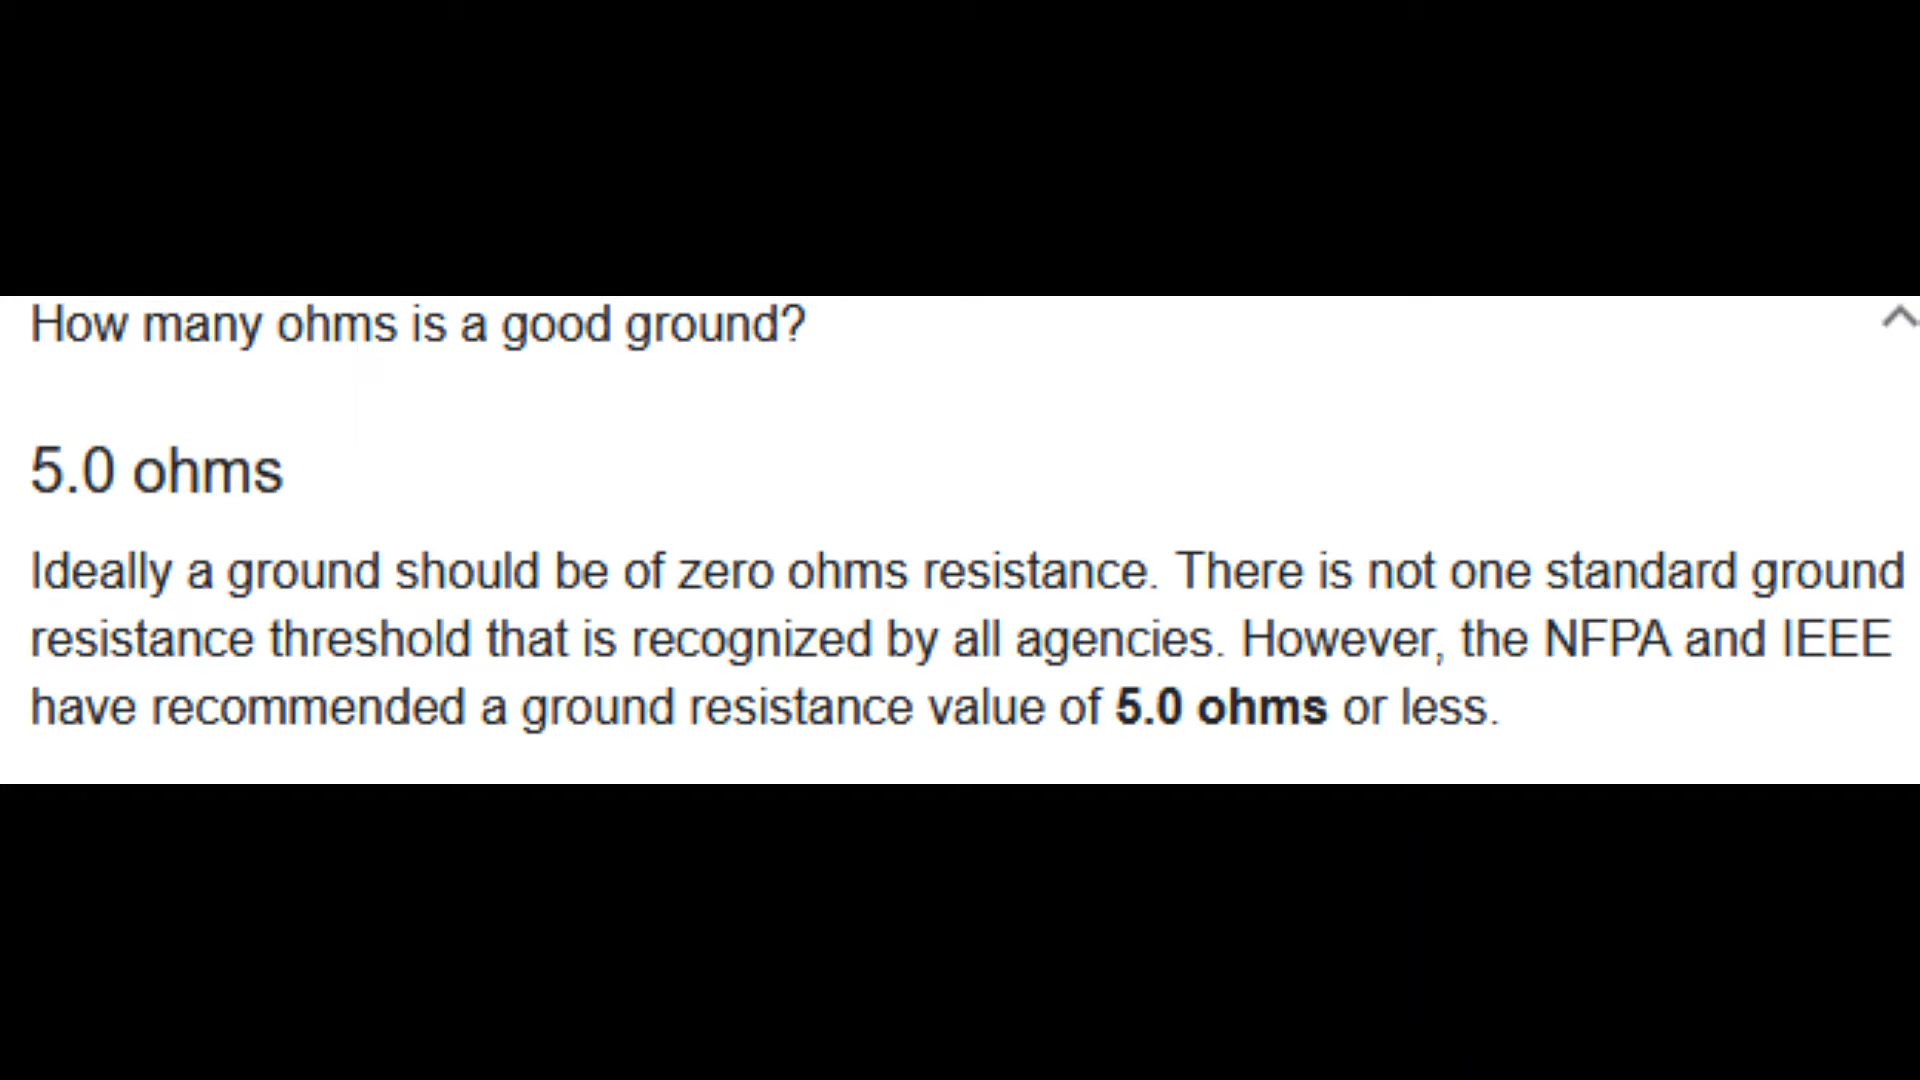 How many ohms is a good ground?
5.0 ohms
Ideally a ground should be of zero ohms resistance. There is not one standard ground
resistance threshold that is recognized by all agencies. However, the NFPA and IEEE
have recommended a ground resistance value of 5.0 ohms or less.